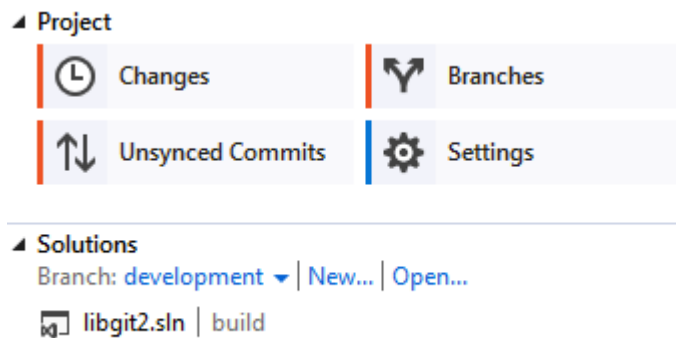 Project
Changes
Branches
Unsynced Commits
Settings
Solutions
Branch: development | New... | Open...
libgit2.sln | build